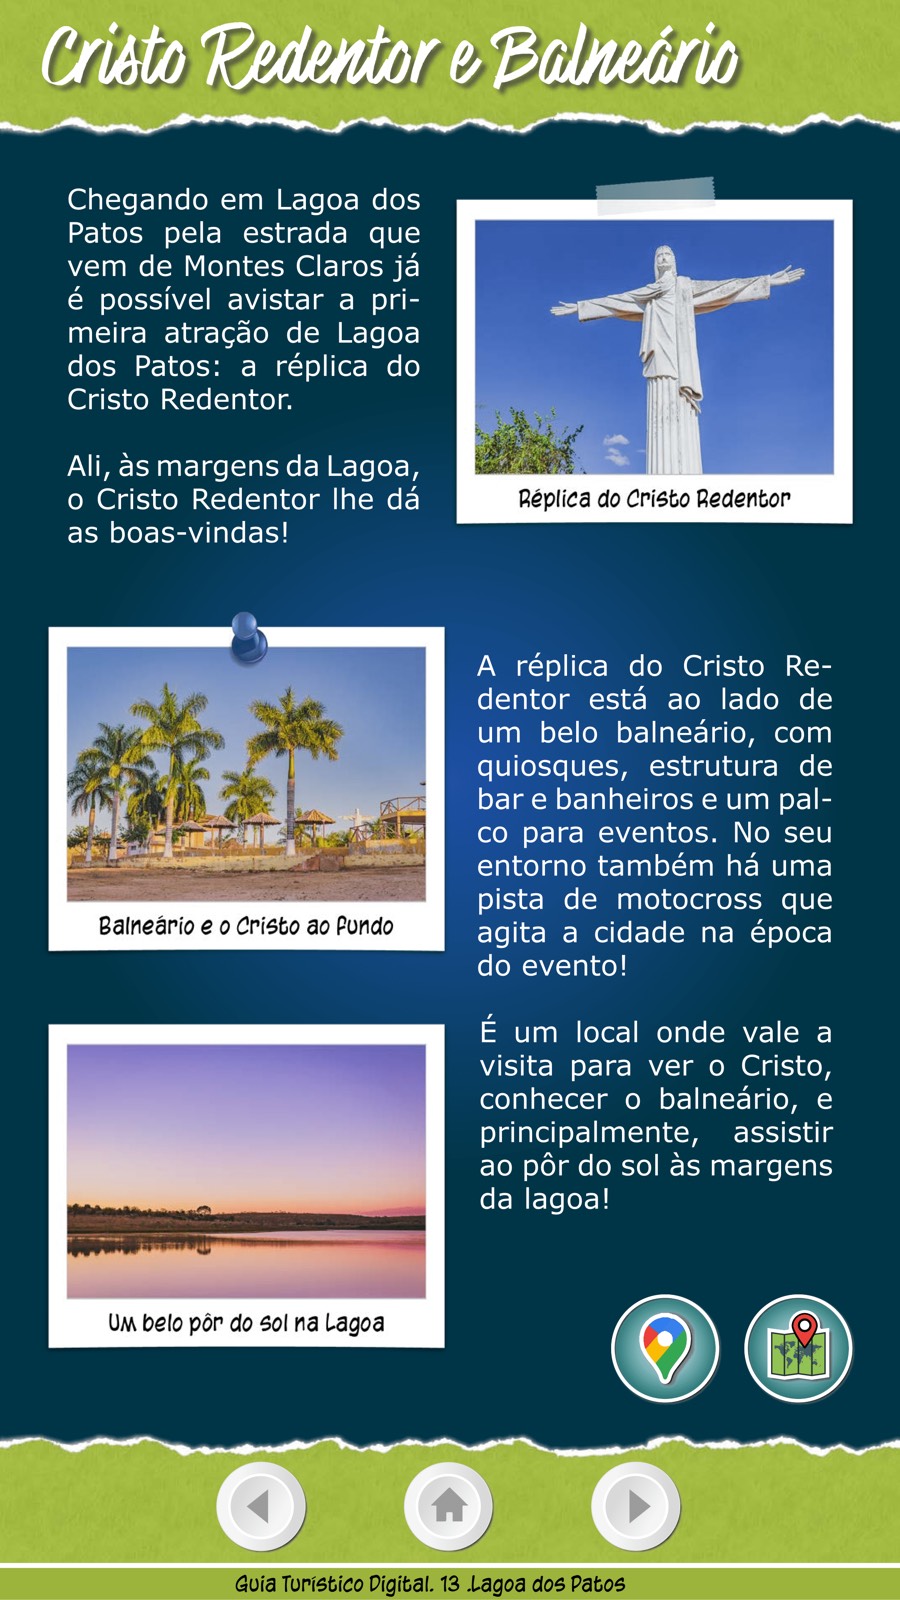 Cristo Redentor e Balneário
Chegando em Lagoa dos
Patos pela estrada que
vem de Montes Claros já
é possível avistar a pri-
meira atração de Lagoa
dos Patos: a réplica do
Cristo Redentor.
Ali, às margens da Lagoa,
o Cristo Redentor lhe dá
as boas-vindas!
Réplica do Cristo Redentor
Balneário e o Cristo ao fundo
A réplica do Cristo Re-
dentor está ao lado de
um belo balneário, com
quiosques, estrutura de
bar e banheiros e um pal-
co para eventos. No seu
entorno também há uma
pista de motocross que
agita a cidade na época
do evento!
É um local onde vale a
visita para ver o Cristo,
conhecer o balneário, e
principalmente, assistir
ao pôr do sol às margens
da lagoa!
Um belo pôr do sol na Lagoa
Guia Turístico Digital. 13 .Lagoa dos Patos